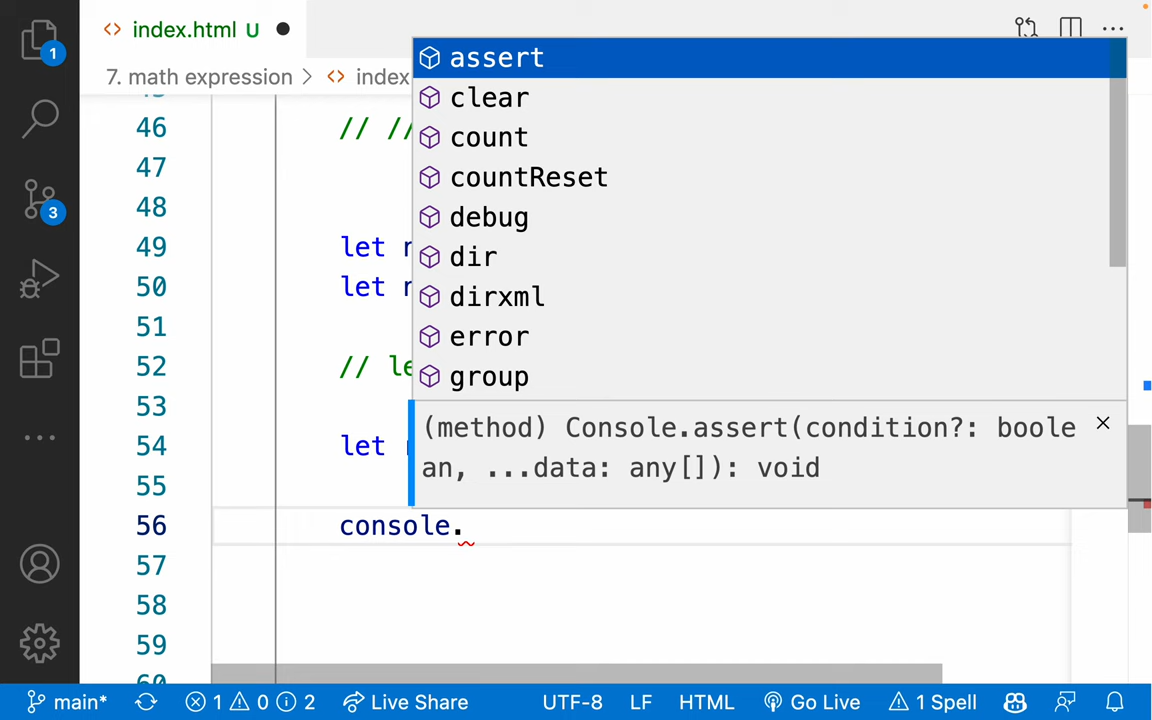 index.html U
7. math expression > <> index
1
3
46 // //
47
48
49 let
50 let
51
52 // le
53
54 let
55
56 console.
57
58
59
60
assert
clear
count
countReset
debug
dir
dirxml
error
group
(method) Console.assert(condition?: boole
an, ...data: any[]): void
main* 1 0 2 Live Share UTF-8 LF HTML Go Live 1 Spell